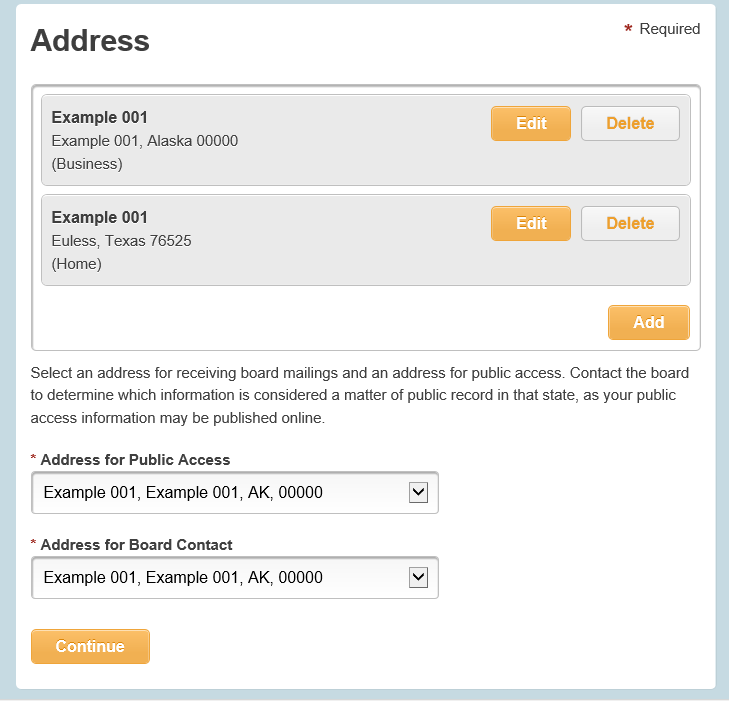 Address
* Required
Example 001
Example 001, Alaska 00000
(Business)
Edit
Delete
Example 001
Euless, Texas 76525
(Home)
Edit
Delete
Add
Select an address for receiving board mailings and an address for public access. Contact the board
to determine which information is considered a matter of public record in that state, as your public
access information may be published online.
* Address for Public Access
Example 001, Example 001, AK, 00000
* Address for Board Contact
Example 001, Example 001, AK, 00000
Continue